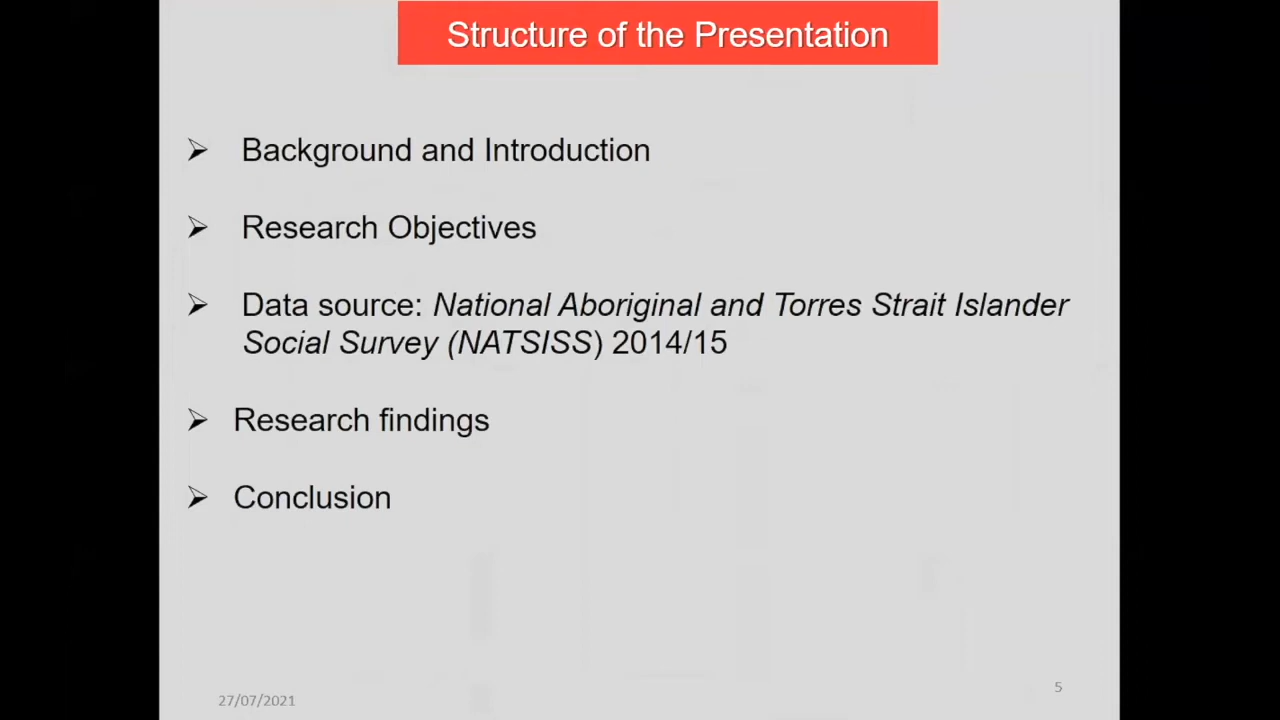 Structure of the Presentation
Background and Introduction
Research Objectives
Data source: National Aboriginal and Torres Strait Islander
Social Survey (NATSISS) 2014/15
Research findings
Conclusion
27/07/2021
5